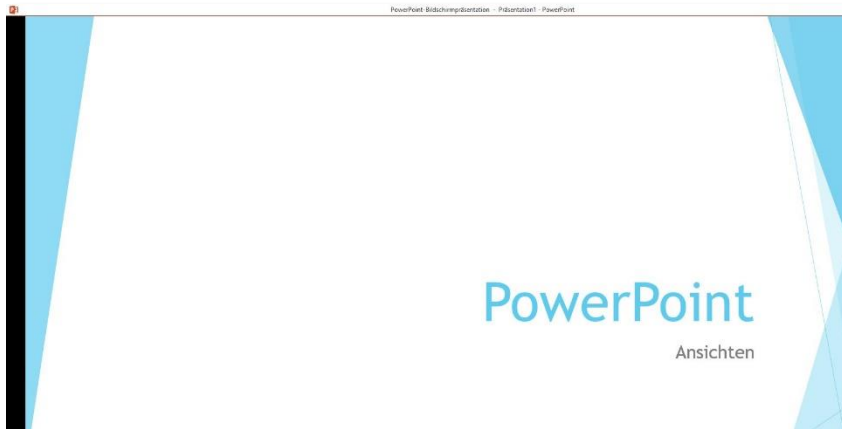 PowerPoint-Bildschirmpräsentation - Präsentation1 - PowerPoint
PowerPoint
Ansichten